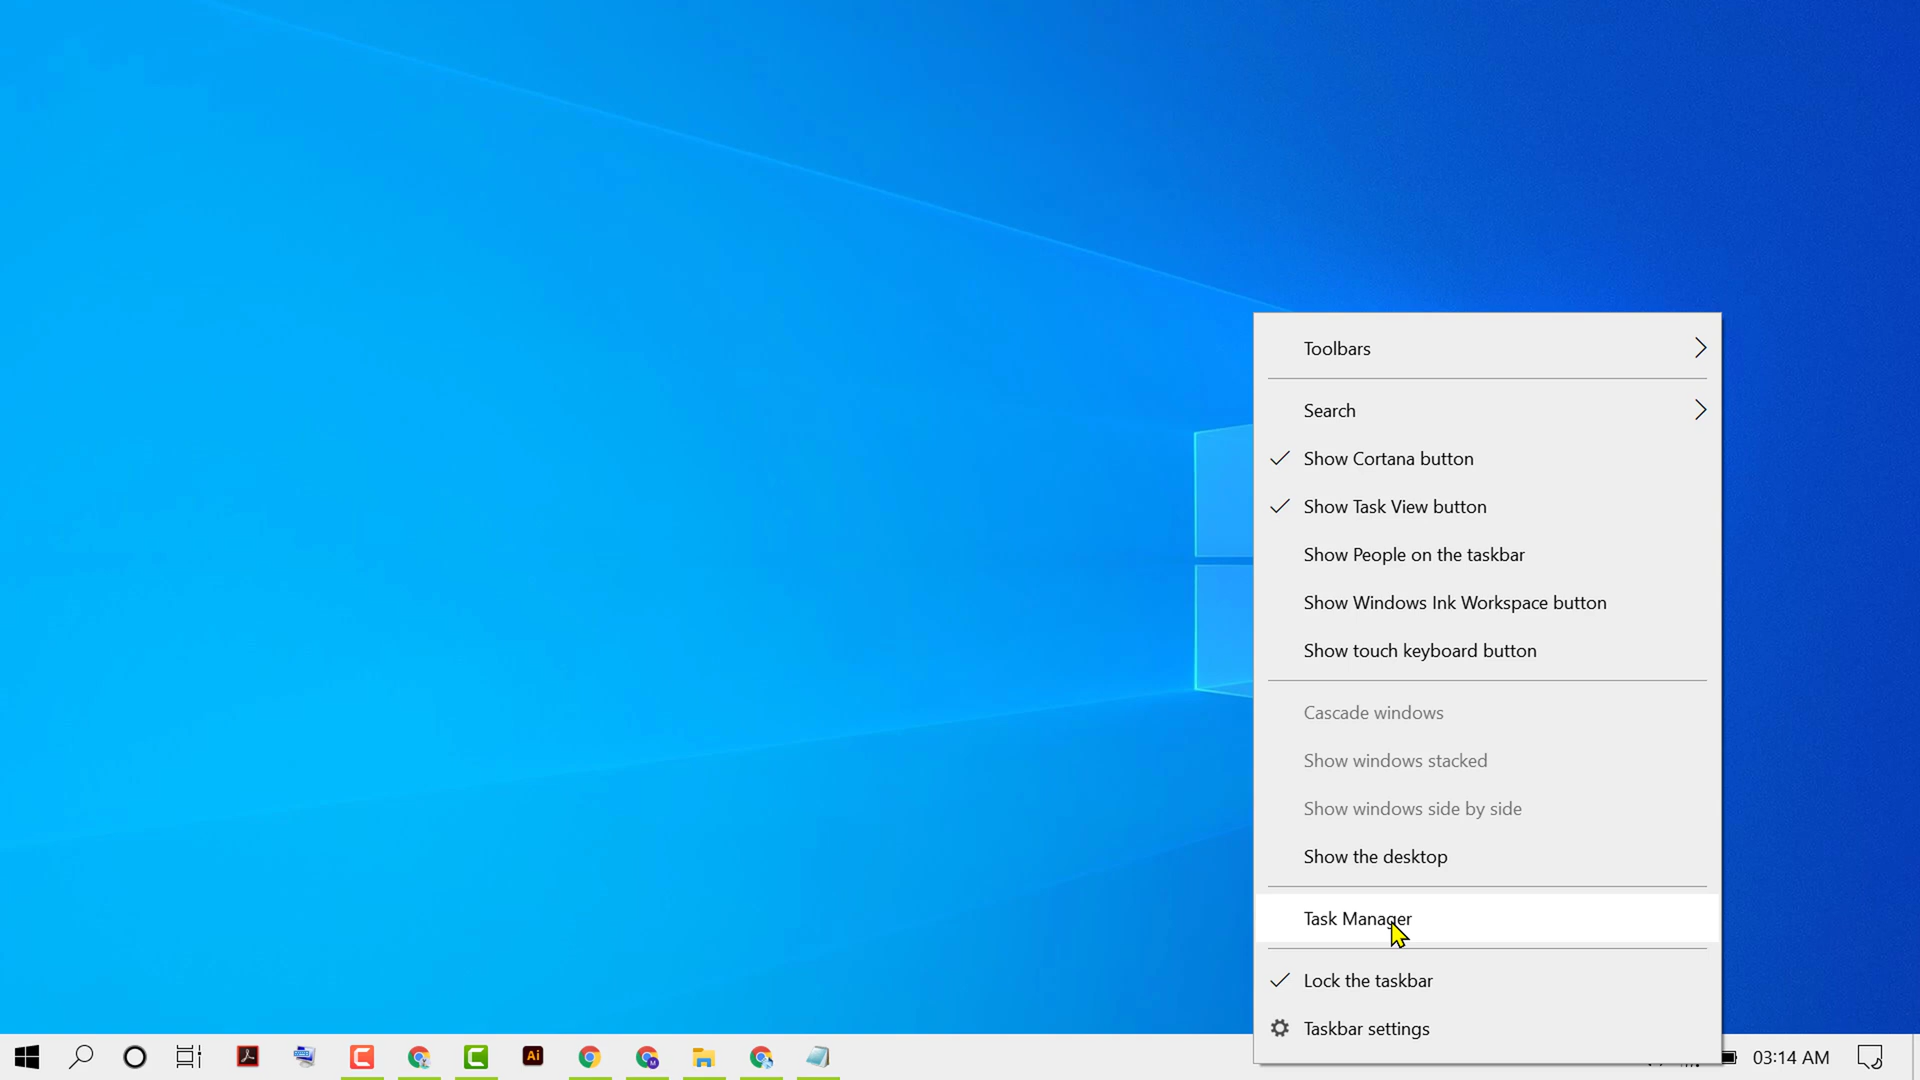 Toolbars
Search
Show Cortana button
Show Task View button
Show People on the taskbar
Show Windows Ink Workspace button
Show touch keyboard button
Cascade windows
Show windows stacked
Show windows side by side
Show the desktop
Task Manager
Lock the taskbar
Taskbar settings
Ai
M
03:14 AM